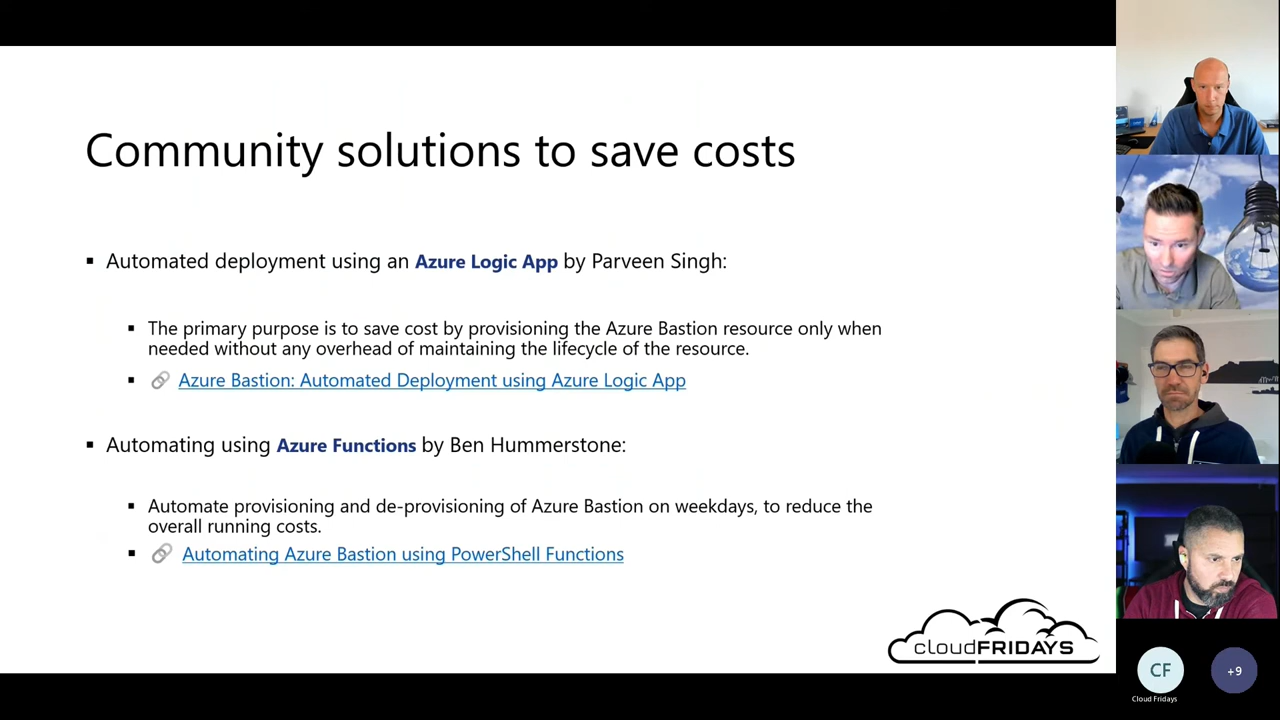 Community solutions to save costs
Automated deployment using an Azure Logic App by Parveen Singh:
The primary purpose is to save cost by provisioning the Azure Bastion resource only when
needed without any overhead of maintaining the lifecycle of the resource.
Azure Bastion: Automated Deployment using Azure Logic App
Automating using Azure Functions by Ben Hummerstone:
Automate provisioning and de-provisioning of Azure Bastion on weekdays, to reduce the
overall running costs.
Automating Azure Bastion using PowerShell Functions
cloudFRIDAYS
CF
+9
Cloud Fridays